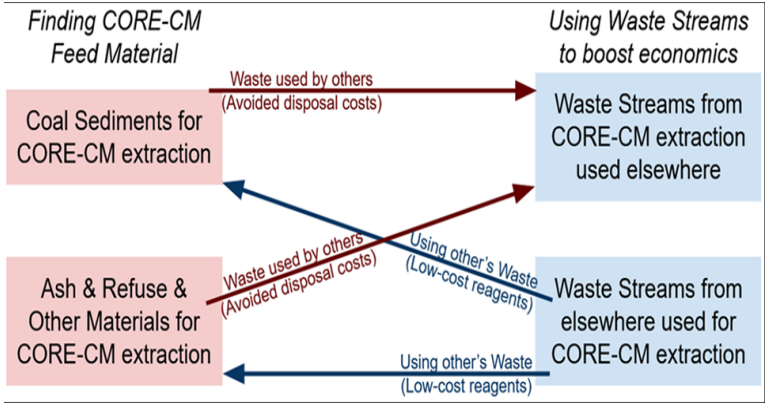 Finding CORE-CM
Feed Material
Using Waste Streams
to boost economics
Waste used by others
(Avoided disposal costs)
Coal Sediments for
CORE-CM extraction
Waste Streams from
CORE-CM extraction
used elsewhere
Waste used by others
(Avoided disposal costs)
Using other's Waste
(Low-cost reagents)
Ash & Refuse &
Other Materials for
CORE-CM extraction
Waste Streams from
elsewhere used for
CORE-CM extraction
Using other's Waste
(Low-cost reagents)